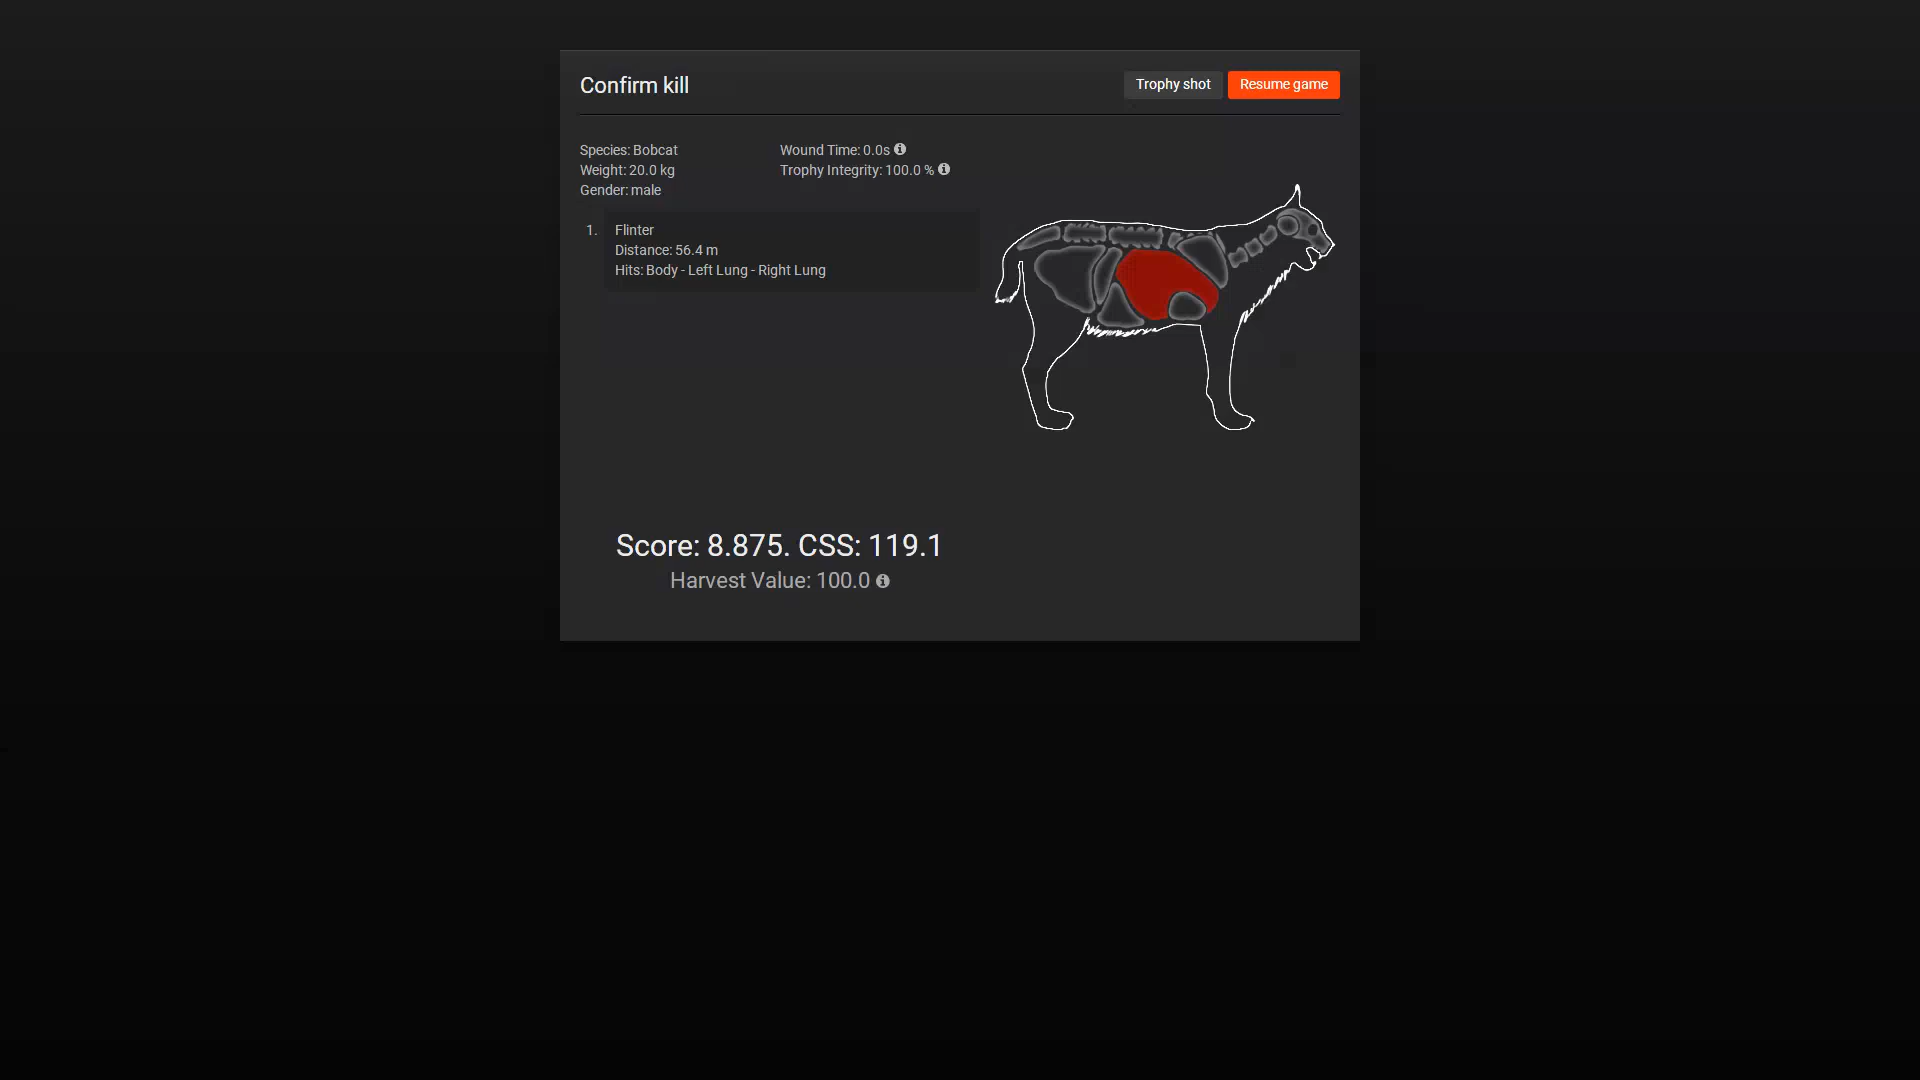 Confirm kill
Trophy shot
Resume game
Species: Bobcat
Weight: 20.0 kg
Gender: male
Wound Time: 0.0s
Trophy Integrity: 100.0 %
1.
Flinter
Distance: 56.4 m
Hits: Body - Left Lung - Right Lung
Score: 8.875. CSS: 119.1
Harvest Value: 100.0